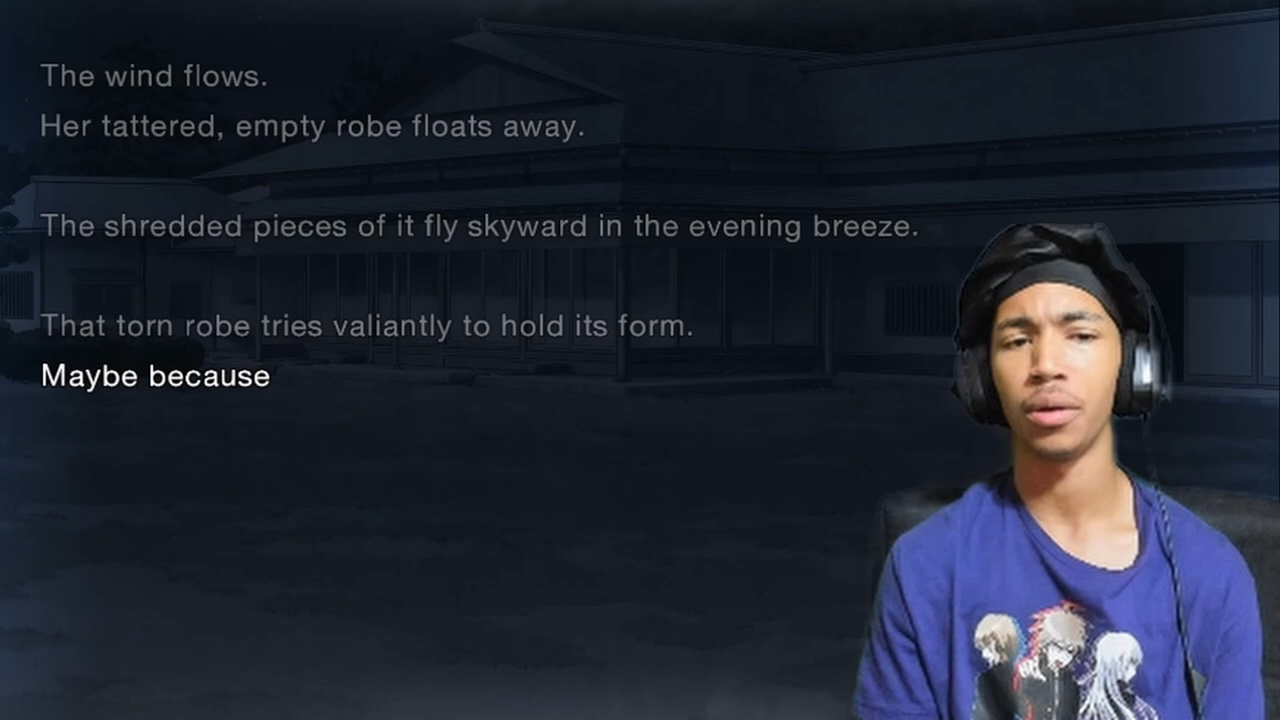 The wind flows.
Her tattered, empty robe floats away.
The shredded pieces of it fly skyward in the evening breeze.
That torn robe tries valiantly to hold its form.
Maybe because